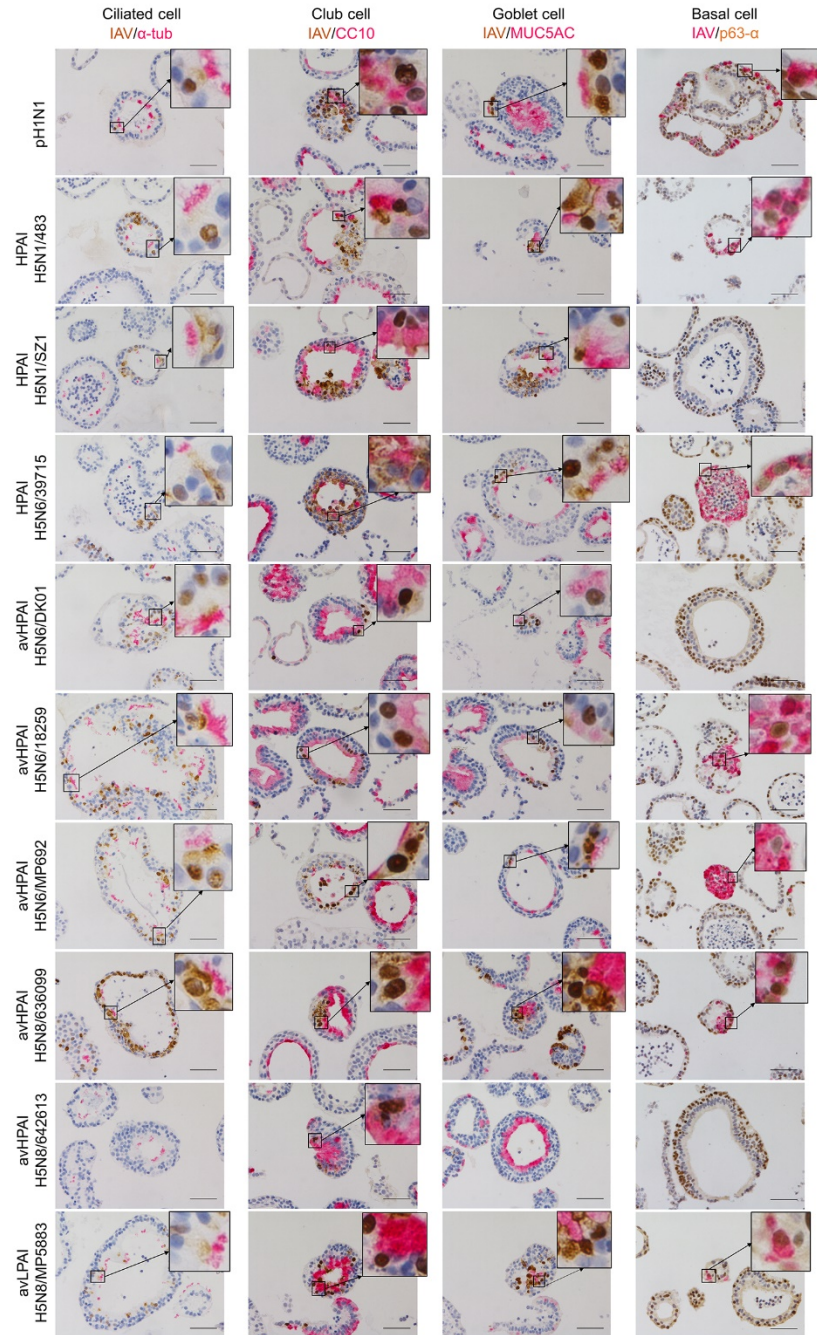 Ciliated cell Club cell Goblet cell Basal cell
IAV/α-tub IAV/CC10 IAV/MUC5AC IAV/p63-α
pH1N1
HPAI
H5N1/483
HPAI
H5N1/SZ1
HPAI
H5N6/39715
avHPAI
H5N6/DK01
avHPAI
H5N6/18259
avHPAI
H5N6/MP692
avHPAI
H5N8/636099
avHPAI
H5N8/642613
avLPAI
H5N8/MP5883